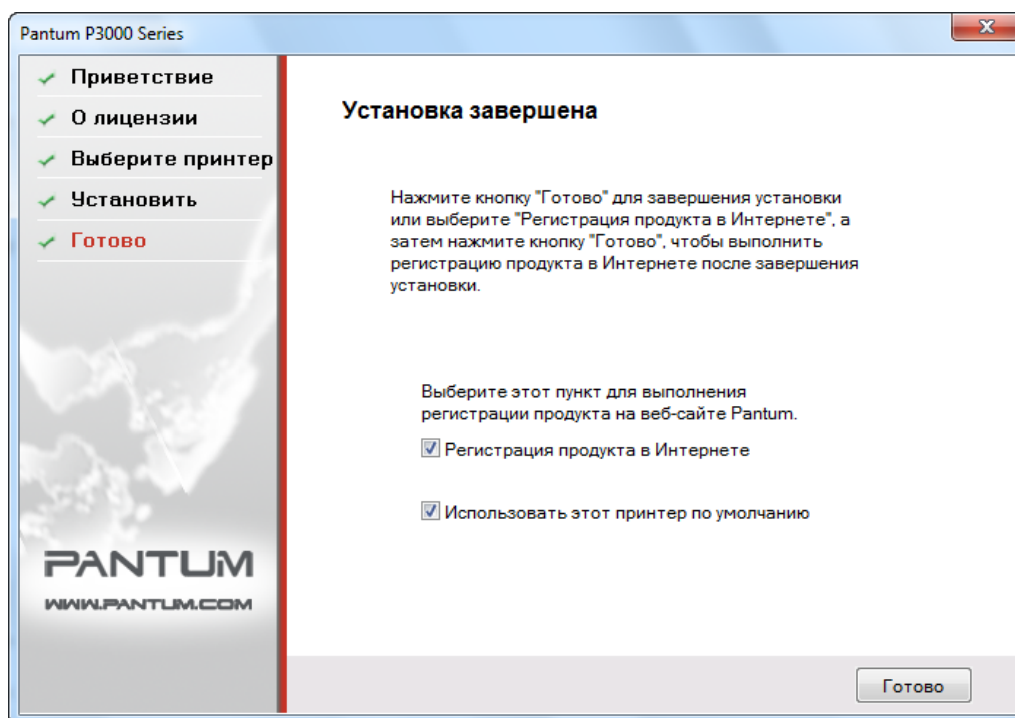 Pantum P3000 Series
Приветствие
О лицензии
Выберите принтер
Установить
Готово
PANTUM
WWW.PANTUM.COM
Установка завершена
Нажмите кнопку "Готово" для завершения установки
или выберите "Регистрация продукта в Интернете", а
затем нажмите кнопку "Готово", чтобы выполнить
регистрацию продукта в Интернете после завершения
установки.
Выберите этот пункт для выполнения
регистрации продукта на веб-сайте Pantum.
Регистрация продукта в Интернете
Использовать этот принтер по умолчанию
Готово